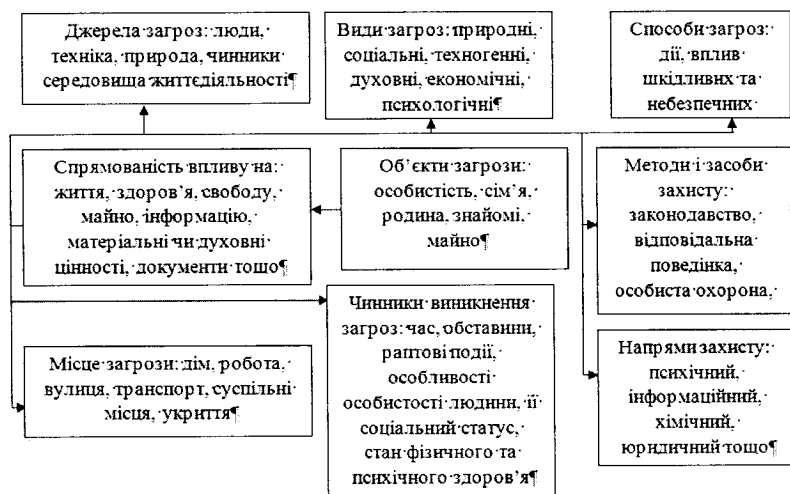 Джерела загроз: люди,
техніка, природа, чинники
середовища життєдіяльності¶
Види загроз: природні,
соціальні, техногенні,
духовні, економічні,
психологічні¶
Способи загроз:
дії, вплив
шкідливих та
небезпечних
Спрямованість впливу на:
життя, здоров’я, свободу,
майно, інформацію,
матеріальні чи духовні
цінності, документи тощо¶
Об’єкти загрози:
особистість, сім’я,
родина, знайомі,
майно¶
Методи і засоби
захисту:
законодавство,
відповідальна
поведінка,
особиста охорона,
Місце загрози: дім, робота,
вулиця, транспорт, суспільні
місця, укриття¶
Чинники виникнення
загроз: час, обставини,
раптові події,
особливості
особистості людини, її
соціальний статус,
стан фізичного та
психічного здоров’я¶
Напрями захисту:
психічний,
інформаційний,
хімічний,
юридичний тощо¶